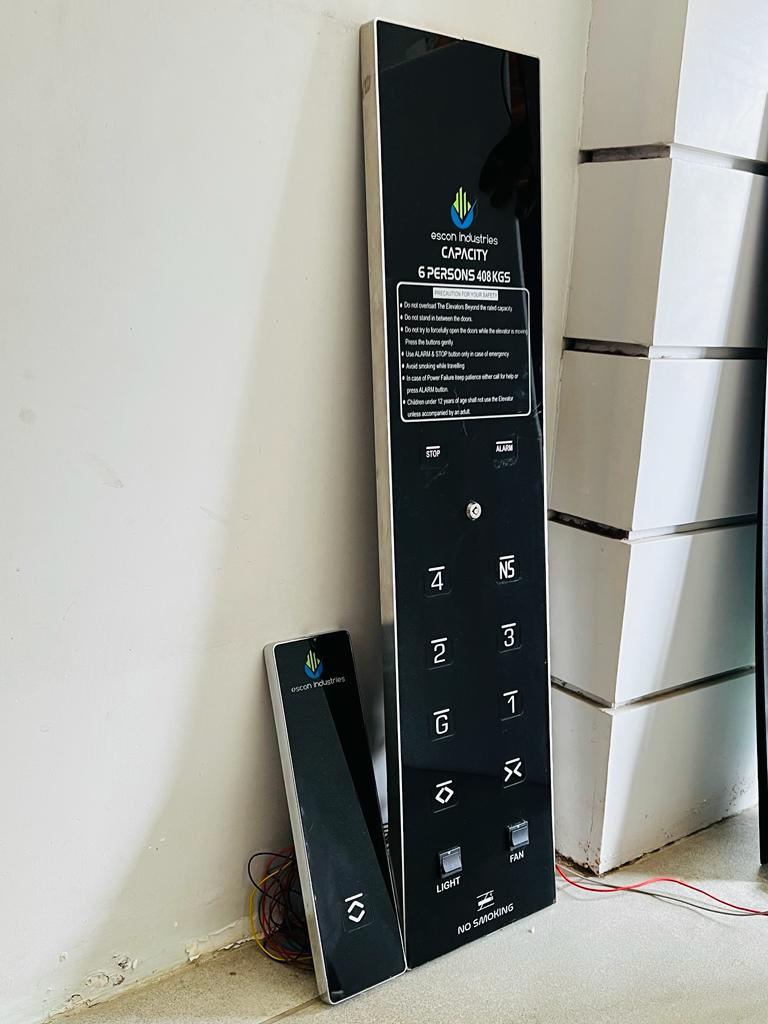 escon industries
CAPACITY
6 PERSONS 408 KGS
PRECAUTION FOR YOUR SAFETY
Do not overload The Elevators Beyond the rated capacity
Do not stand in between the doors.
Do not try to forcefully open the doors while the elevator is moving
Press the buttons gently
Use ALARM & STOP button only in case of emergency
Avoid smoking while travelling
In case of Power Failure keep patience either call for help or
press ALARM button.
Children under 12 years of age shall not use the Elevator
unless accompanied by an adult.
STOP ALARM
4 NS
2 3
G 1
LIGHT FAN
NO SMOKING
escon industries